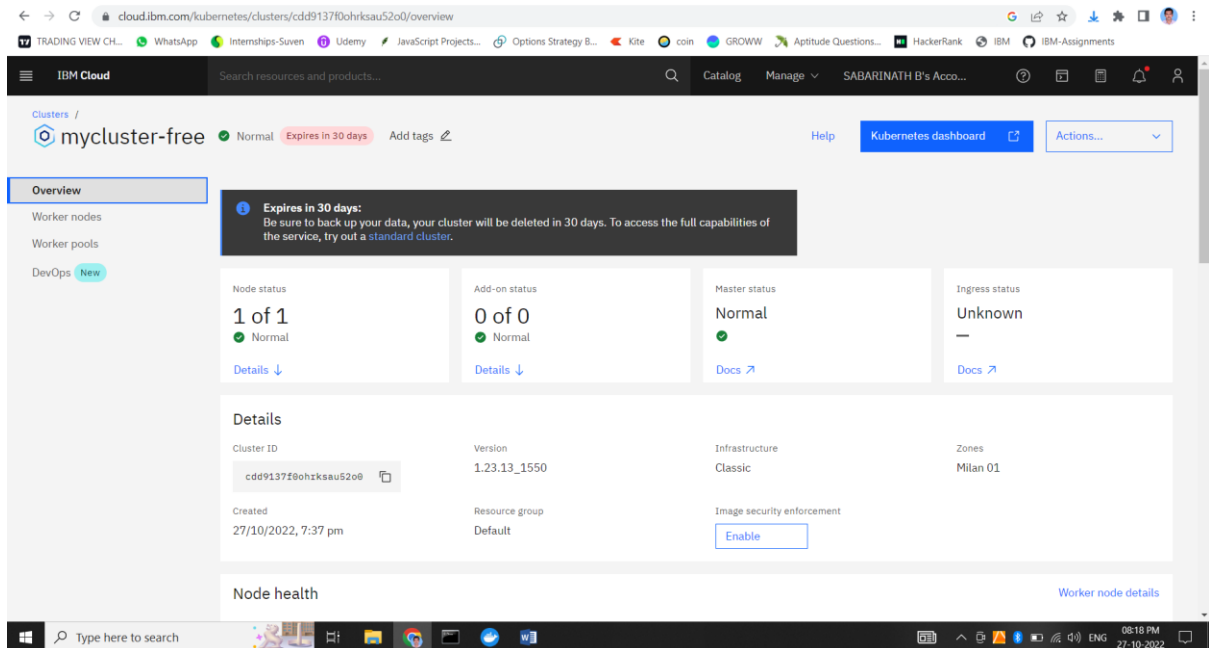 cloud.ibm.com/kubernetes/clusters/cdd9137f0ohrksau52o0/overview
TRADING VIEW CH... WhatsApp Internships-Suven Udemy JavaScript Projects... Options Strategy B... Kite coin GROWW Aptitude Questions... HackerRank IBM IBM-Assignments
IBM Cloud Search resources and products... Catalog Manage SABARINATH B's Acco...
Clusters /
mycluster-free Normal Expires in 30 days Add tags Help Kubernetes dashboard Actions...
Overview
Worker nodes
Worker pools
DevOps New
Expires in 30 days:
Be sure to back up your data, your cluster will be deleted in 30 days. To access the full capabilities of
the service, try out a standard cluster.
Node status Add-on status Master status Ingress status
1 of 1 0 of 0 Normal Unknown
Normal Normal
Details ↓ Details ↓ Docs Docs
Details
Cluster ID Version Infrastructure Zones
cdd9137f0ohrksau52o0 1.23.13_1550 Classic Milan 01
Created Resource group Image security enforcement
27/10/2022, 7:37 pm Default Enable
Node health Worker node details
Type here to search ENG 08:18 PM
27-10-2022